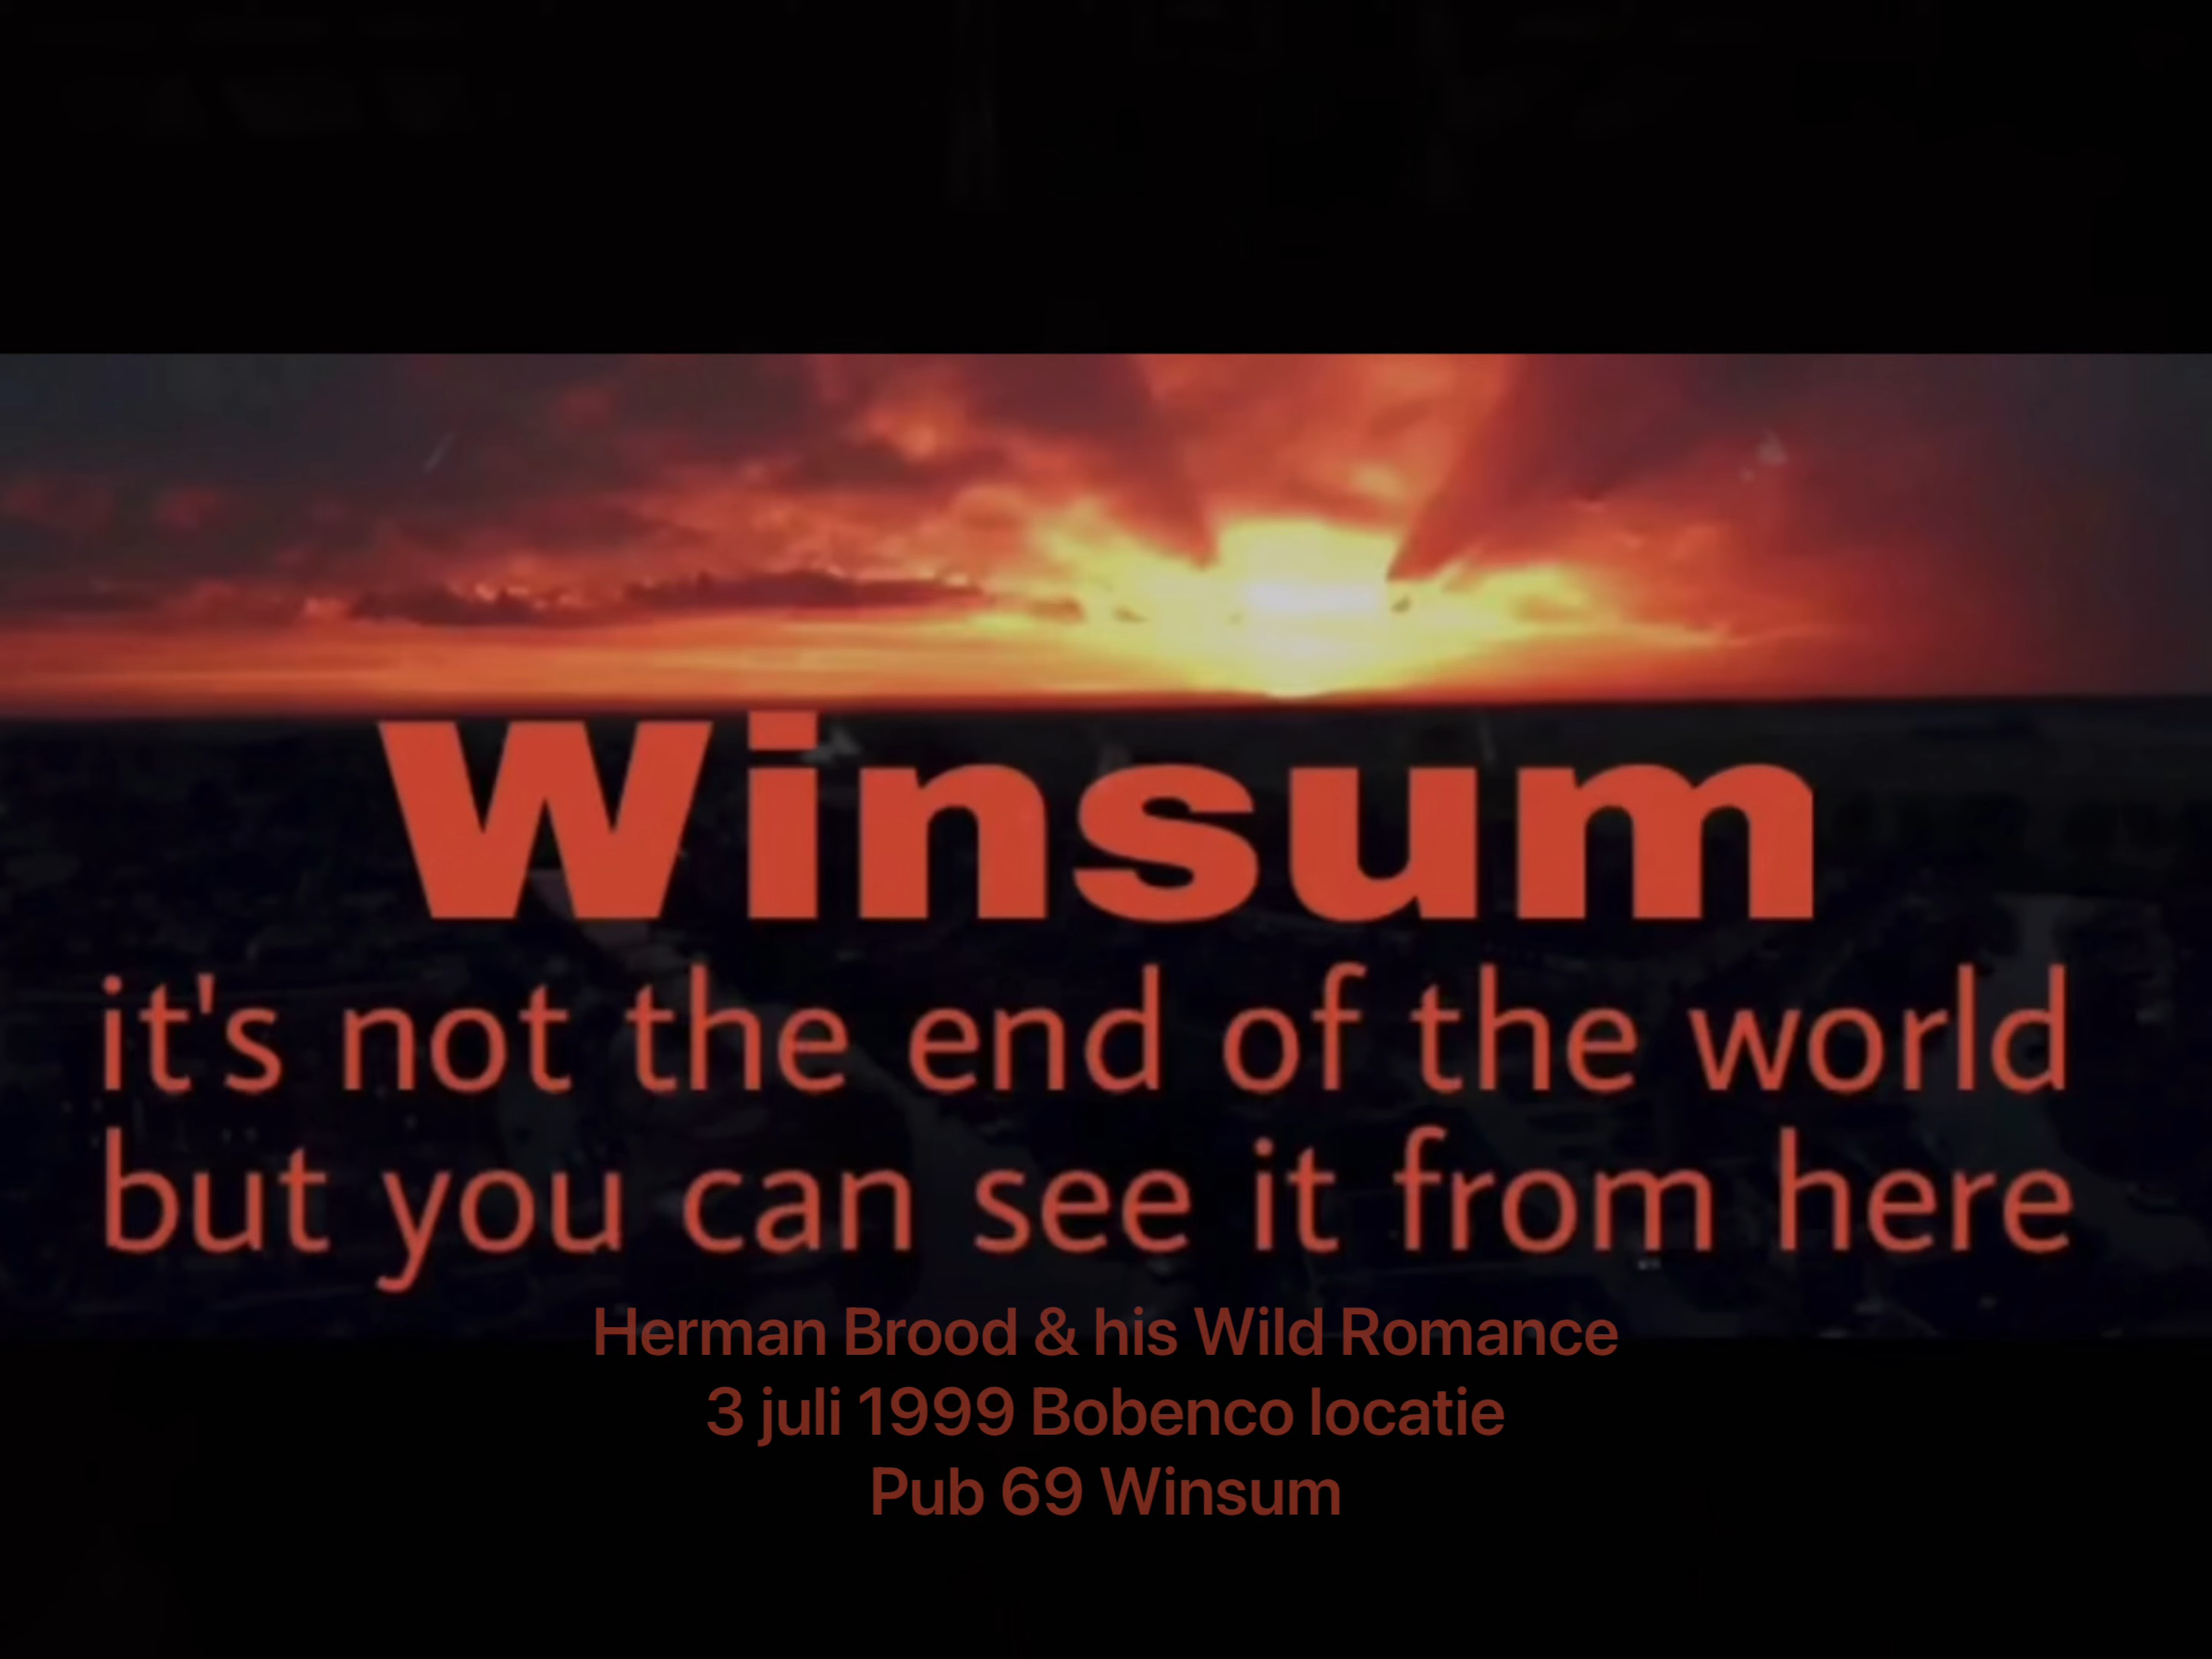 Winsum
it's not the end of the world
but you can see it from here
Herman Brood & his Wild Romance
3 juli 1999 Bobenco locatie
Pub 69 Winsum